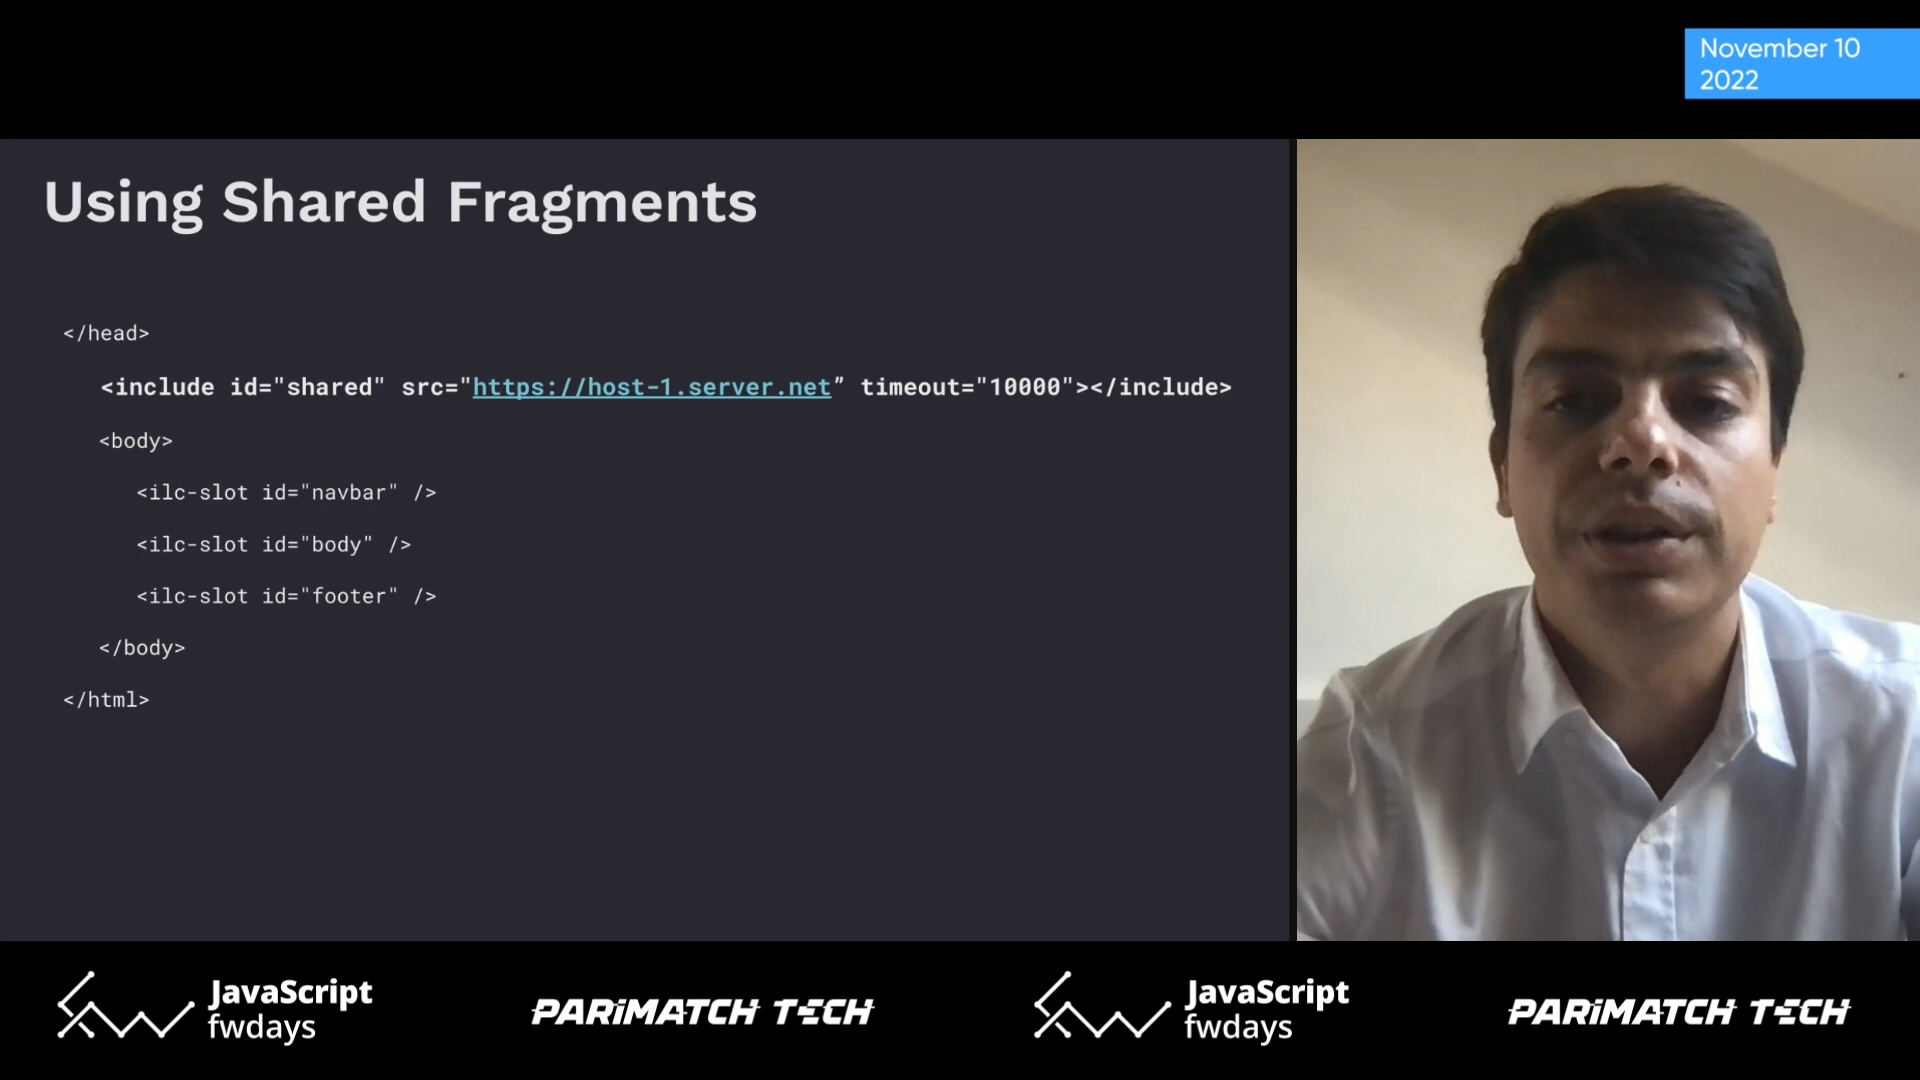 November 10
2022
Using Shared Fragments
</head>
<include id="shared" src="https://host-1.server.net” timeout="10000"></include>
<body>
<ilc-slot id="navbar" />
<ilc-slot id="body" />
<ilc-slot id="footer" />
</body>
</html>
JavaScript
fwdays
PARiMATCH TECH
JavaScript
fwdays
PARiMATCH TECH